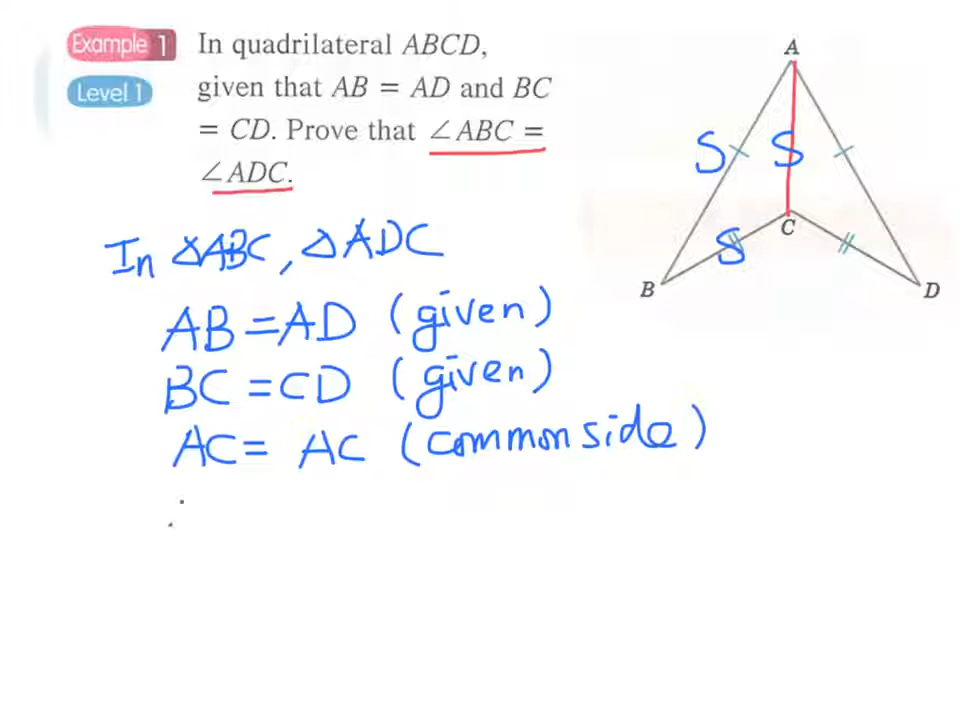 Example 1 In quadrilateral ABCD,
Level 1 given that AB = AD and BC
= CD. Prove that ∠ABC =
∠ADC.
A
S S
C
S
B D
In △ABC, △ADC
AB = AD (given)
BC = CD (given)
AC = AC (common side)